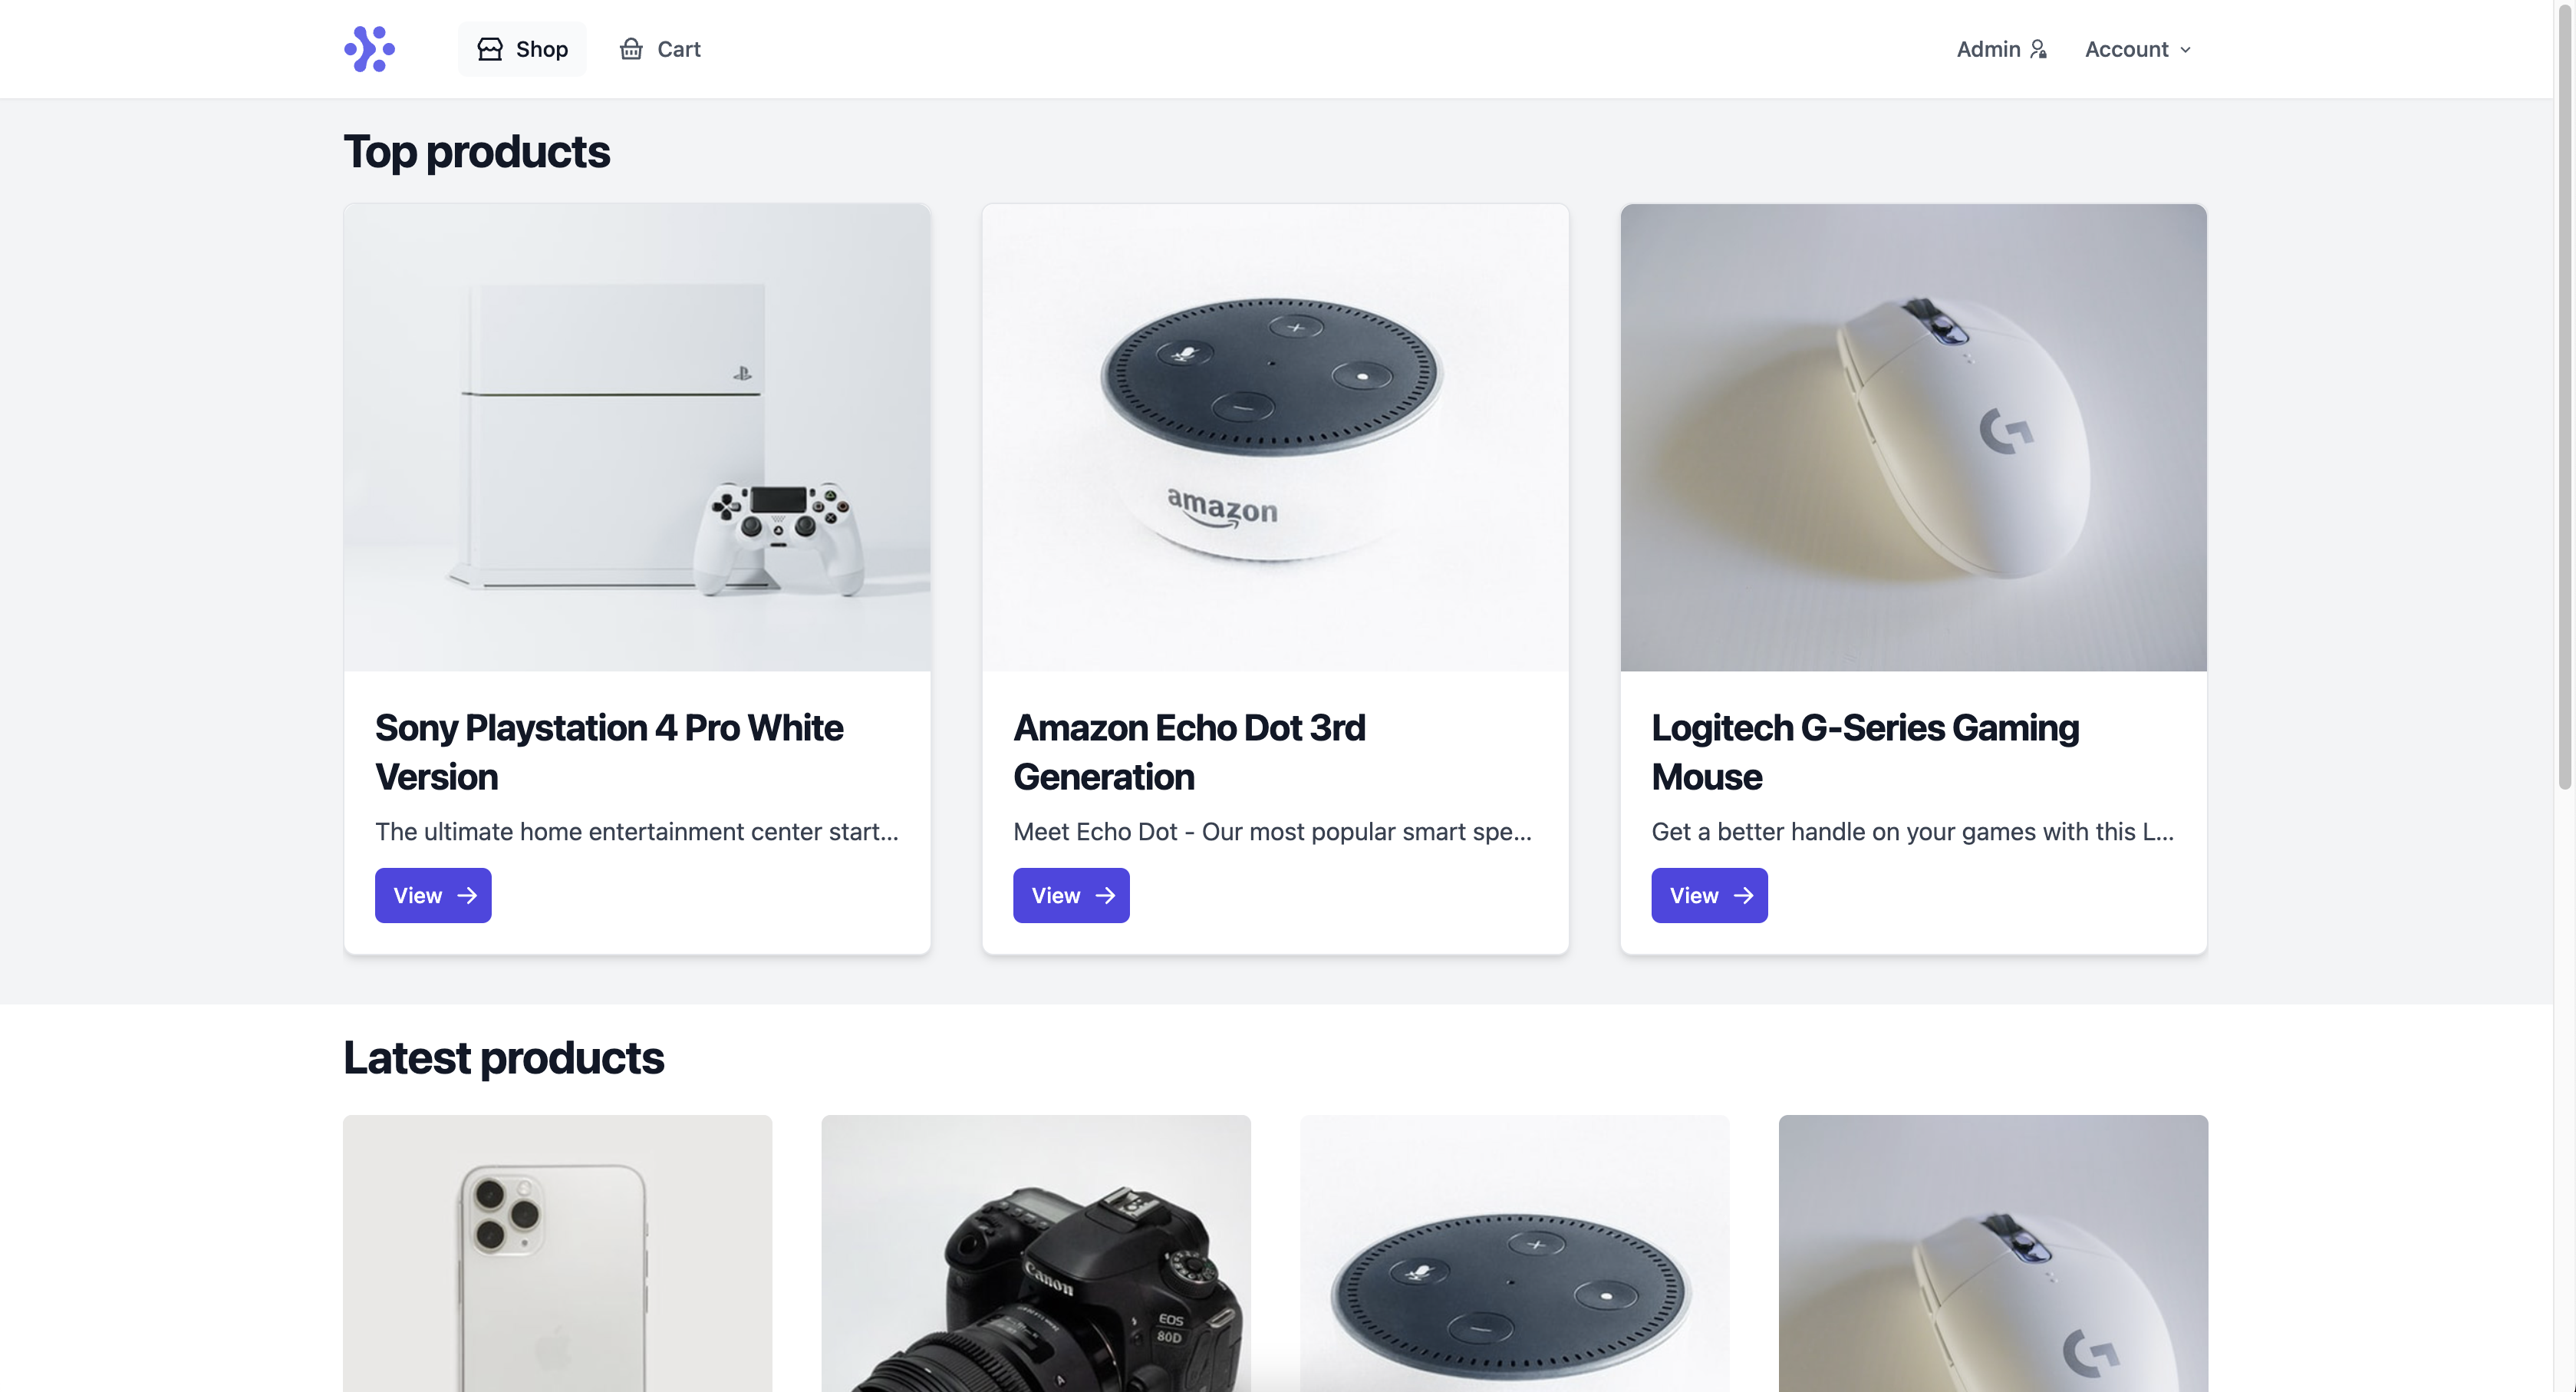 Shop
Cart
Admin
Account
Top products
amazon
Sony Playstation 4 Pro White
Version
The ultimate home entertainment center start...
View
Amazon Echo Dot 3rd
Generation
Meet Echo Dot - Our most popular smart spe...
View
Logitech G-Series Gaming
Mouse
Get a better handle on your games with this L...
View
Latest products
Canon
EOS
80D
A